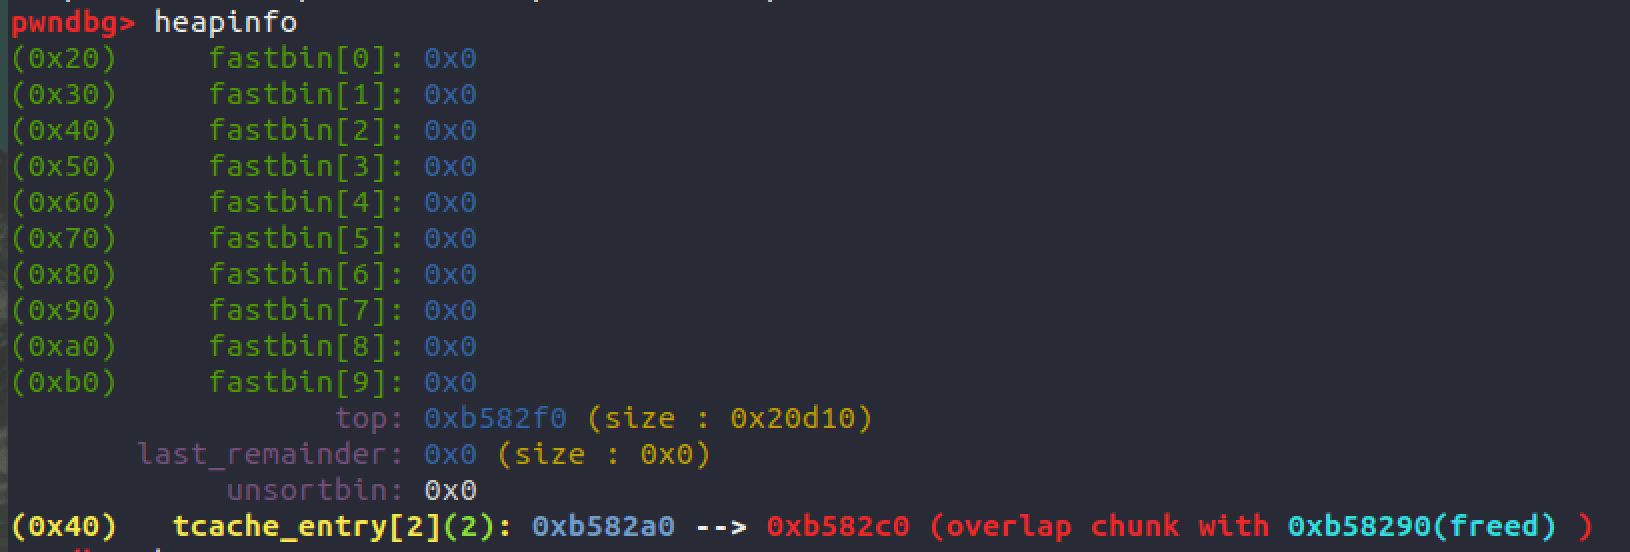 pwndbg> heapinfo
(0x20)     fastbin[0]: 0x0
(0x30)     fastbin[1]: 0x0
(0x40)     fastbin[2]: 0x0
(0x50)     fastbin[3]: 0x0
(0x60)     fastbin[4]: 0x0
(0x70)     fastbin[5]: 0x0
(0x80)     fastbin[6]: 0x0
(0x90)     fastbin[7]: 0x0
(0xa0)     fastbin[8]: 0x0
(0xb0)     fastbin[9]: 0x0
top: 0xb582f0 (size : 0x20d10)
last_remainder: 0x0 (size : 0x0)
unsortbin: 0x0
(0x40)   tcache_entry[2](2): 0xb582a0 --> 0xb582c0 (overlap chunk with 0xb58290(freed) )